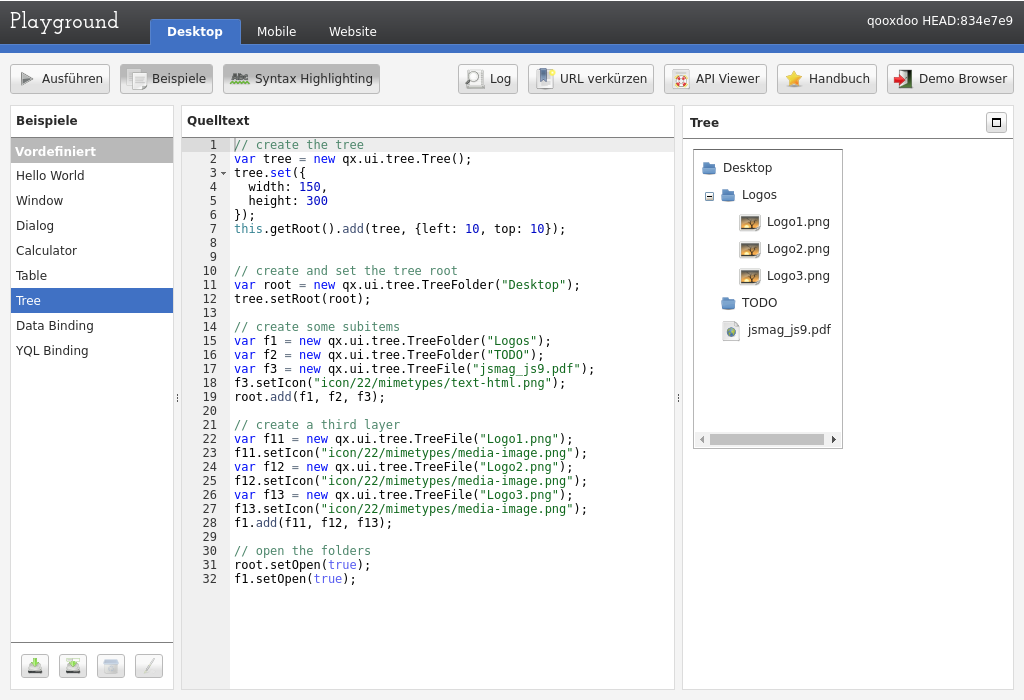 Playground
Desktop
Mobile
Website
qooxdoo HEAD:834e7e9
Ausführen
Beispiele
Syntax Highlighting
Log
URL verkürzen
API Viewer
Handbuch
Demo Browser
Beispiele
Vordefiniert
Hello World
Window
Dialog
Calculator
Table
Tree
Data Binding
YQL Binding
Quelltext
1 // create the tree
2 var tree = new qx.ui.tree.Tree();
3 tree.set({
4   width: 150,
5   height: 300
6 });
7 this.getRoot().add(tree, {left: 10, top: 10});
8
9
10 // create and set the tree root
11 var root = new qx.ui.tree.TreeFolder("Desktop");
12 tree.setRoot(root);
13
14 // create some subitems
15 var f1 = new qx.ui.tree.TreeFolder("Logos");
16 var f2 = new qx.ui.tree.TreeFolder("TODO");
17 var f3 = new qx.ui.tree.TreeFile("jsmag_js9.pdf");
18 f3.setIcon("icon/22/mimetypes/text-html.png");
19 root.add(f1, f2, f3);
20
21 // create a third layer
22 var f11 = new qx.ui.tree.TreeFile("Logo1.png");
23 f11.setIcon("icon/22/mimetypes/media-image.png");
24 var f12 = new qx.ui.tree.TreeFile("Logo2.png");
25 f12.setIcon("icon/22/mimetypes/media-image.png");
26 var f13 = new qx.ui.tree.TreeFile("Logo3.png");
27 f13.setIcon("icon/22/mimetypes/media-image.png");
28 f1.add(f11, f12, f13);
29
30 // open the folders
31 root.setOpen(true);
32 f1.setOpen(true);
Tree
Desktop
Logos
Logo1.png
Logo2.png
Logo3.png
TODO
jsmag_js9.pdf